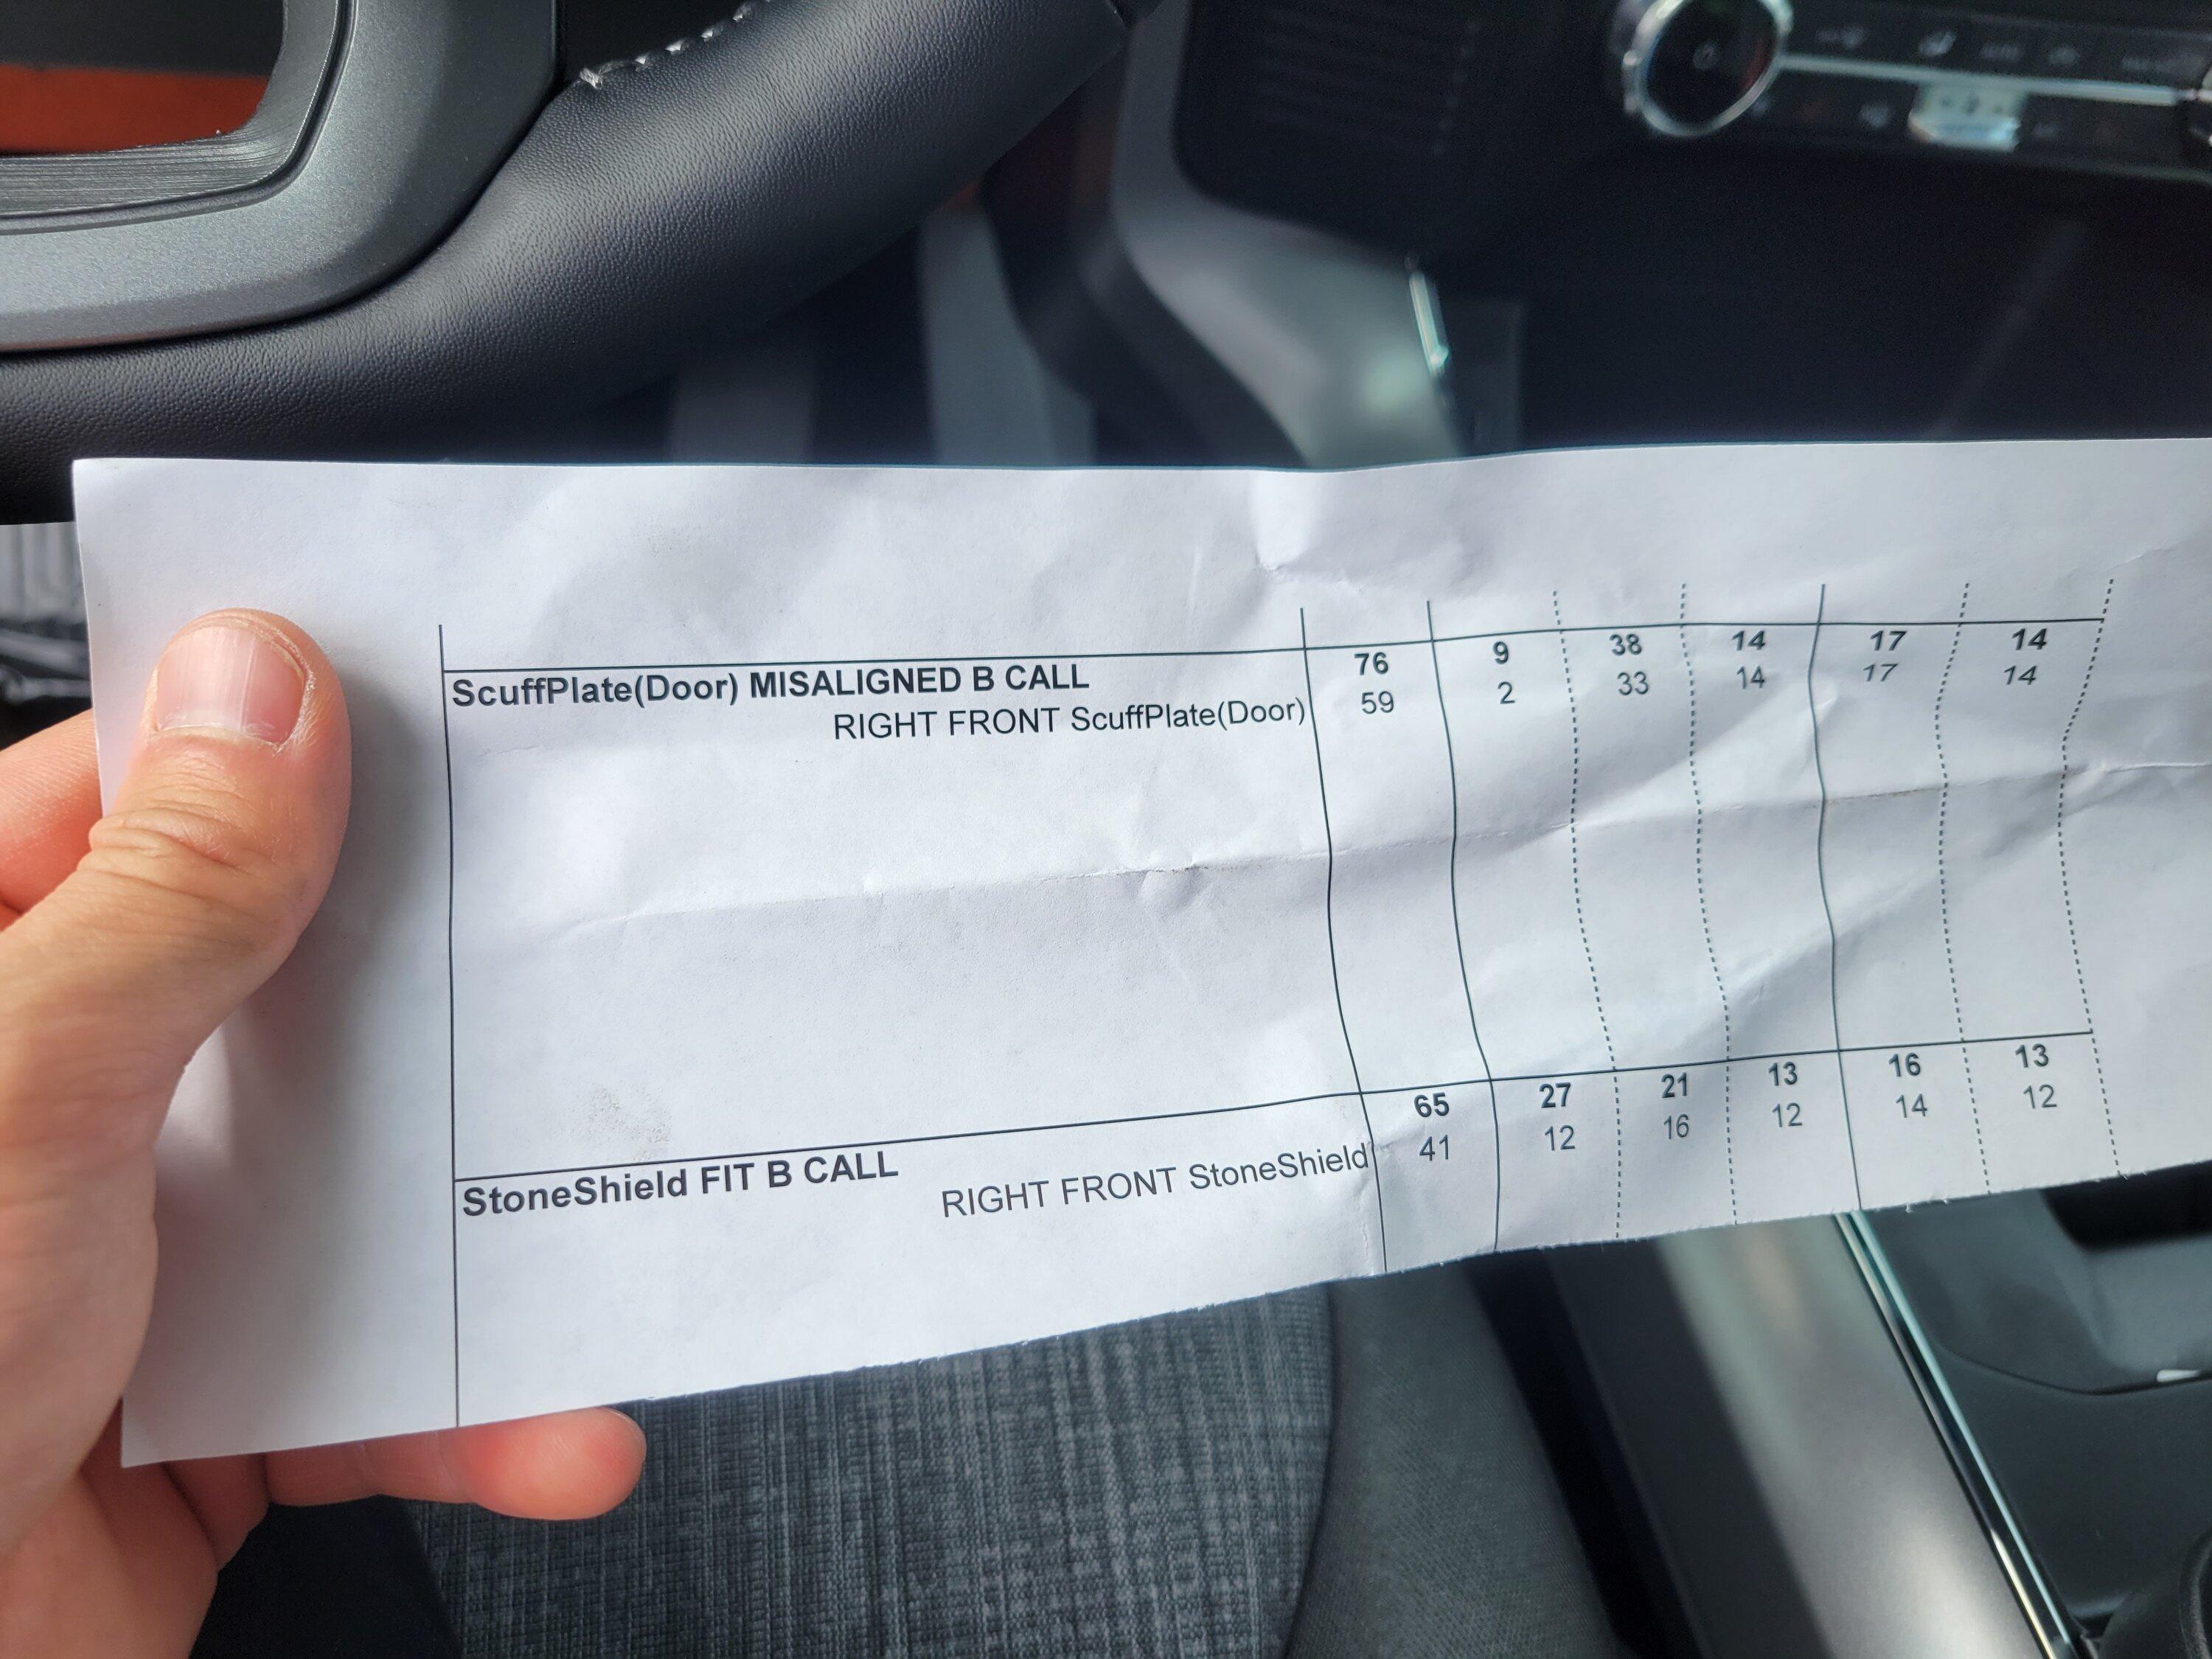 ScuffPlate(Door) MISALIGNED B CALL 76 9 38 14 17 14
RIGHT FRONT ScuffPlate(Door) 59 2 33 14 17 14
StoneShield FIT B CALL 65 27 21 13 16 13
RIGHT FRONT StoneShield 41 12 16 12 14 12